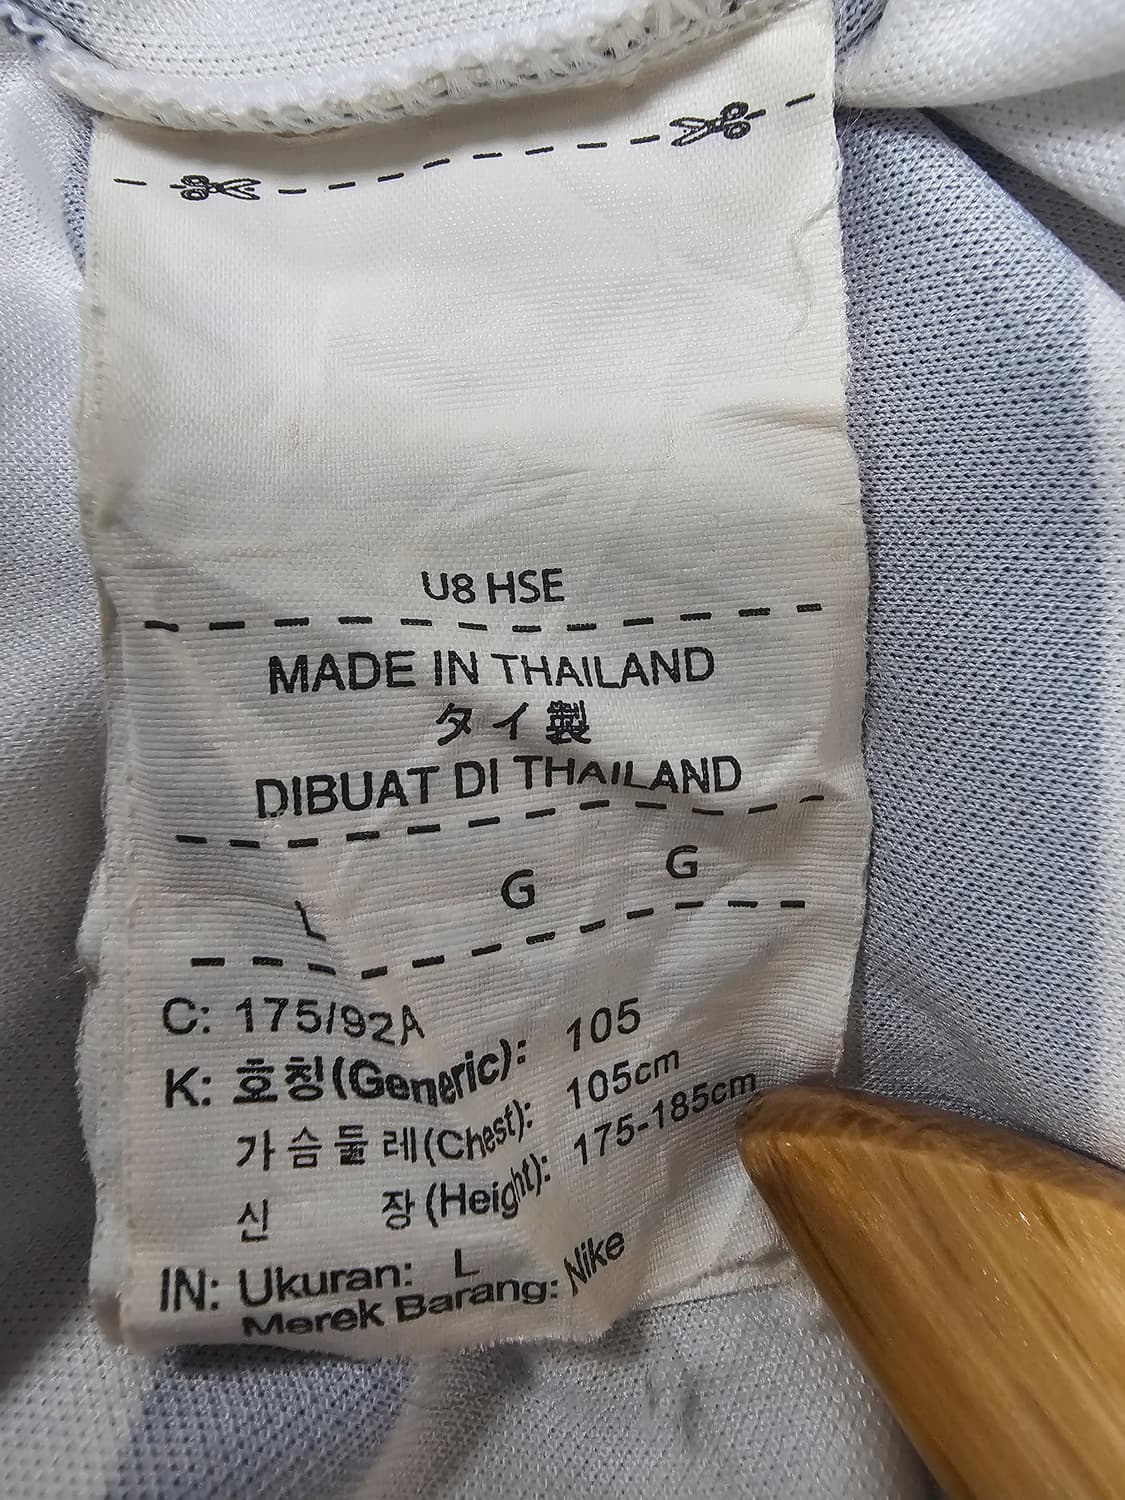 U8 HSE
MADE IN THAILAND
タイ製
DIBUAT DI THAILAND
L G G
C: 175/92A
K: 호칭(Generic): 105
가슴둘레(Chest): 105cm
신 장(Height): 175-185cm
IN: Ukuran: L
Merek Barang: Nike